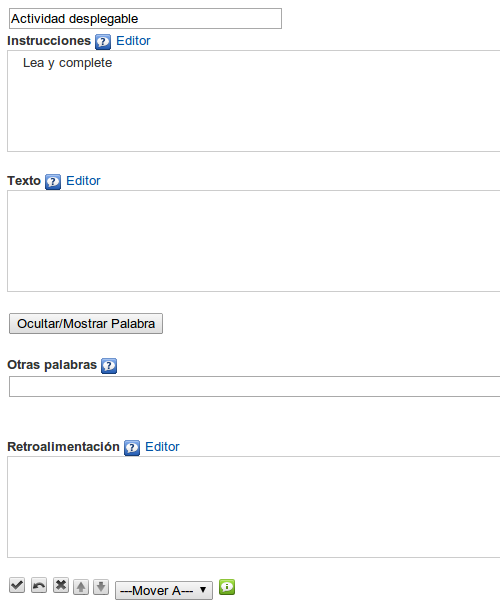 Actividad desplegable
Instrucciones ? Editor
Lea y complete
Texto ? Editor
Ocultar/Mostrar Palabra
Otras palabras ?
Retroalimentación ? Editor
---Mover A---